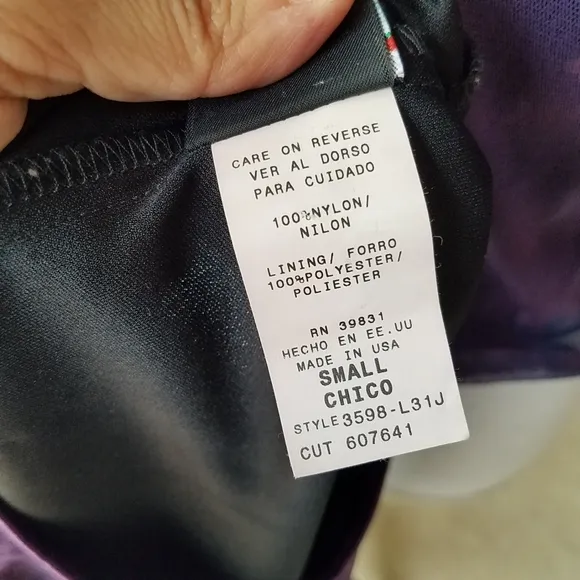 CARE ON REVERSE
VER AL DORSO
PARA CUIDADO
100%NYLON/
NILON
LINING/ FORRO
100%POLYESTER/
POLIESTER
RN 39831
HECHO EN EE.UU
MADE IN USA
SMALL
CHICO
STYLE 3598-L31J
CUT 607641